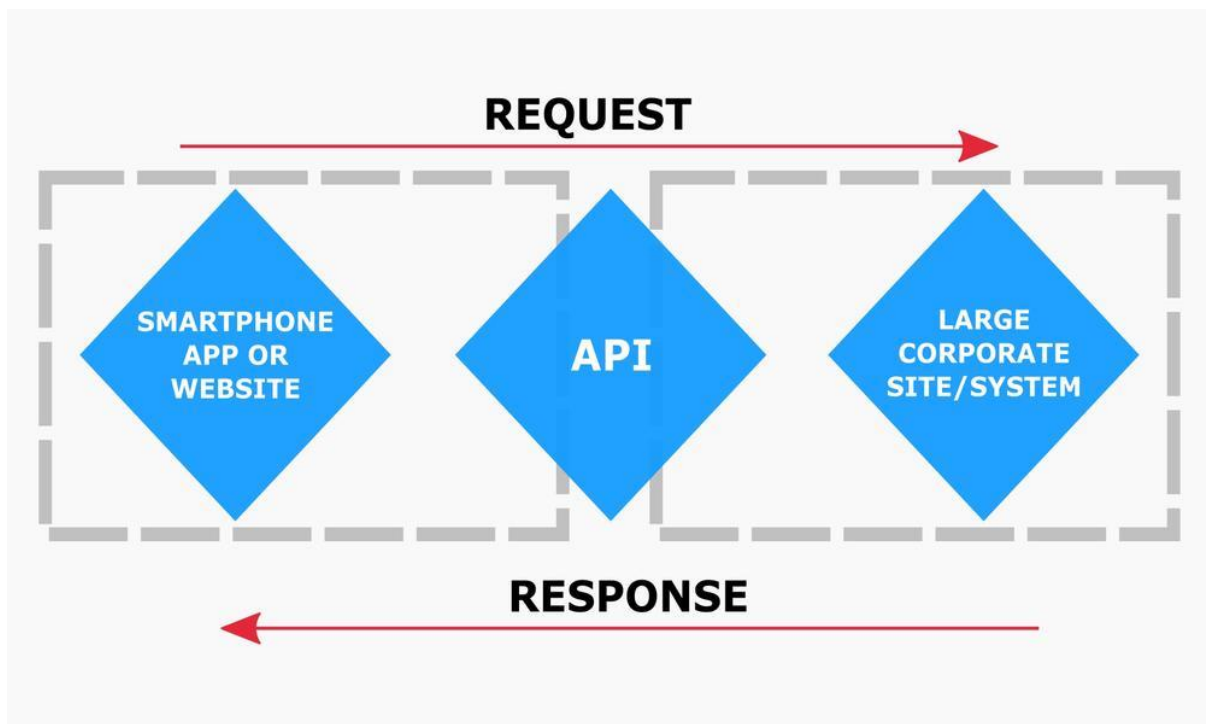 REQUEST
SMARTPHONE
APP OR
WEBSITE
API
LARGE
CORPORATE
SITE/SYSTEM
RESPONSE